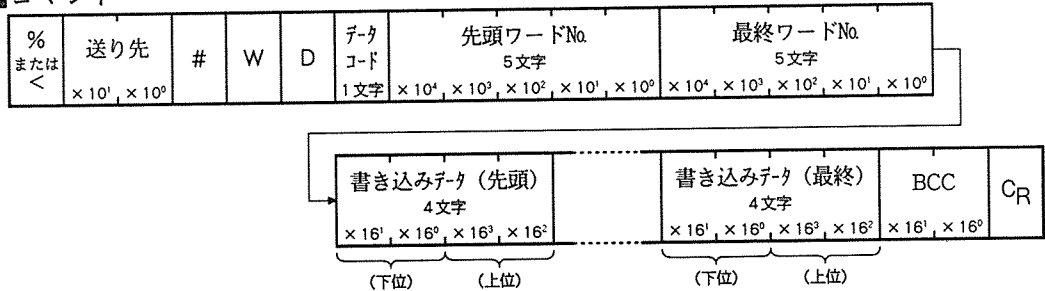 ■コマンド
%
または
<
送り先
× 10¹ × 10⁰
#
W
D
データ
コード
1文字
先頭ワードNo.
5文字
× 10⁴ × 10³ × 10² × 10¹ × 10⁰
最終ワードNo.
5文字
× 10⁴ × 10³ × 10² × 10¹ × 10⁰
書き込みデータ (先頭)
4文字
× 16¹ × 16⁰ × 16³ × 16²
書き込みデータ (最終)
4文字
× 16¹ × 16⁰ × 16³ × 16²
BCC
× 16¹ × 16⁰
CR
(下位) (上位) (下位) (上位)